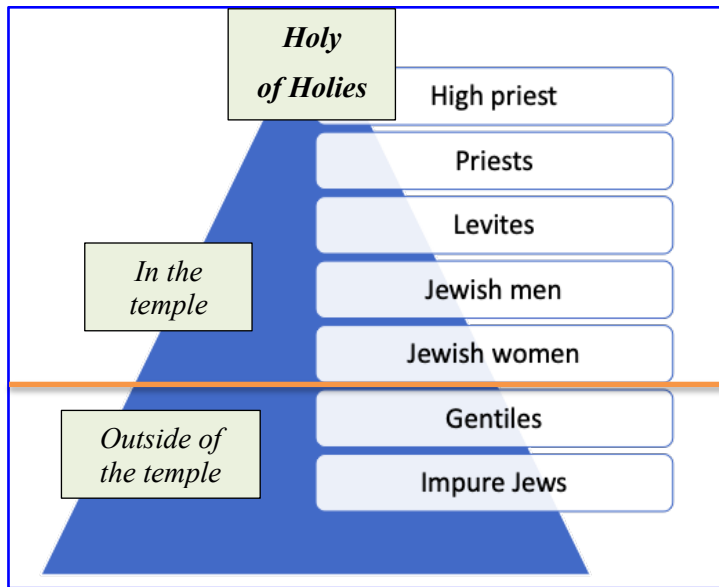 Holy
of Holies
High priest
Priests
Levites
In the
temple
Jewish men
Jewish women
Outside of
the temple
Gentiles
Impure Jews